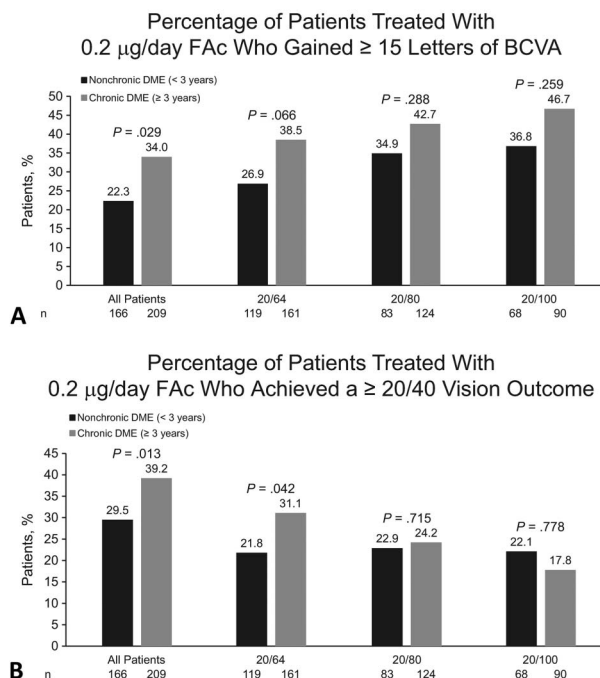 Percentage of Patients Treated With
0.2 μg/day FAc Who Gained ≥ 15 Letters of BCVA
Nonchronic DME (< 3 years)
Chronic DME (≥ 3 years)
Patients, %
50
45
40
35
30
25
20
15
10
5
0
P = .029
22.3
34.0
P = .066
26.9
38.5
P = .288
34.9
42.7
P = .259
36.8
46.7
All Patients
20/64
20/80
20/100
A
n
166 209
119 161
83 124
68 90
Percentage of Patients Treated With
0.2 μg/day FAc Who Achieved a ≥ 20/40 Vision Outcome
Nonchronic DME (< 3 years)
Chronic DME (≥ 3 years)
Patients, %
45
40
35
30
25
20
15
10
5
0
P = .013
29.5
39.2
P = .042
21.8
31.1
P = .715
22.9
24.2
P = .778
22.1
17.8
All Patients
20/64
20/80
20/100
B
n
166 209
119 161
83 124
68 90